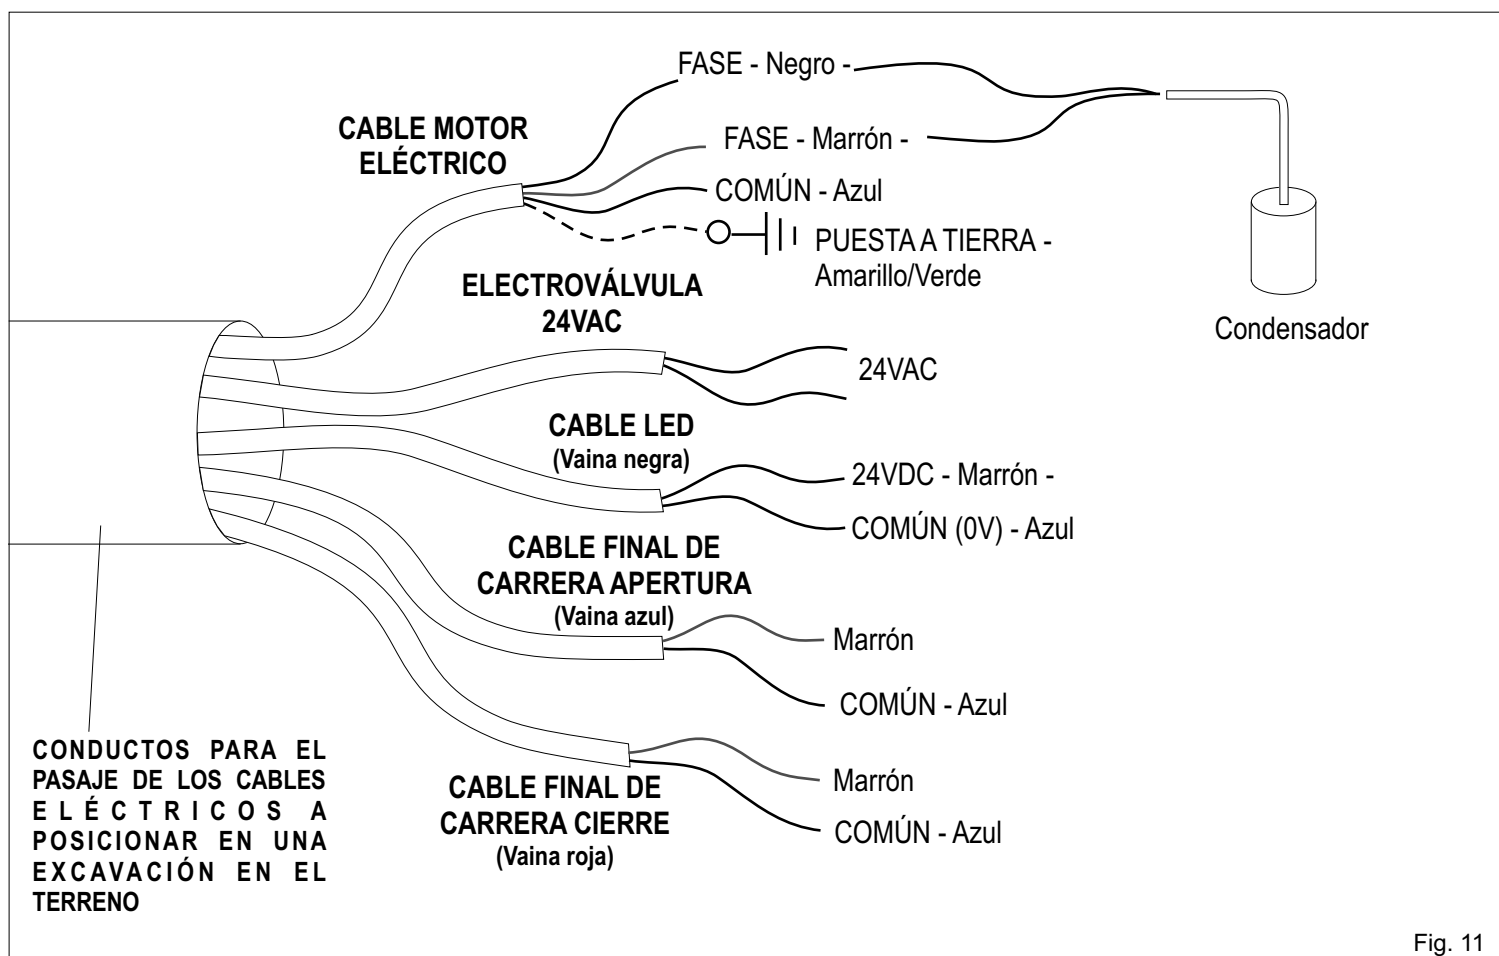 FASE - Negro -
CABLE MOTOR
ELÉCTRICO
FASE - Marrón -
COMÚN - Azul
PUESTA A TIERRA -
Amarillo/Verde
Condensador
ELECTROVÁLVULA
24VAC
24VAC
CABLE LED
(Vaina negra)
24VDC - Marrón -
COMÚN (0V) - Azul
CABLE FINAL DE
CARRERA APERTURA
(Vaina azul)
Marrón
COMÚN - Azul
CABLE FINAL DE
CARRERA CIERRE
(Vaina roja)
Marrón
COMÚN - Azul
CONDUCTOS PARA EL
PASAJE DE LOS CABLES
ELÉCTRICOS A
POSICIONAR EN UNA
EXCAVACIÓN EN EL
TERRENO
Fig. 11